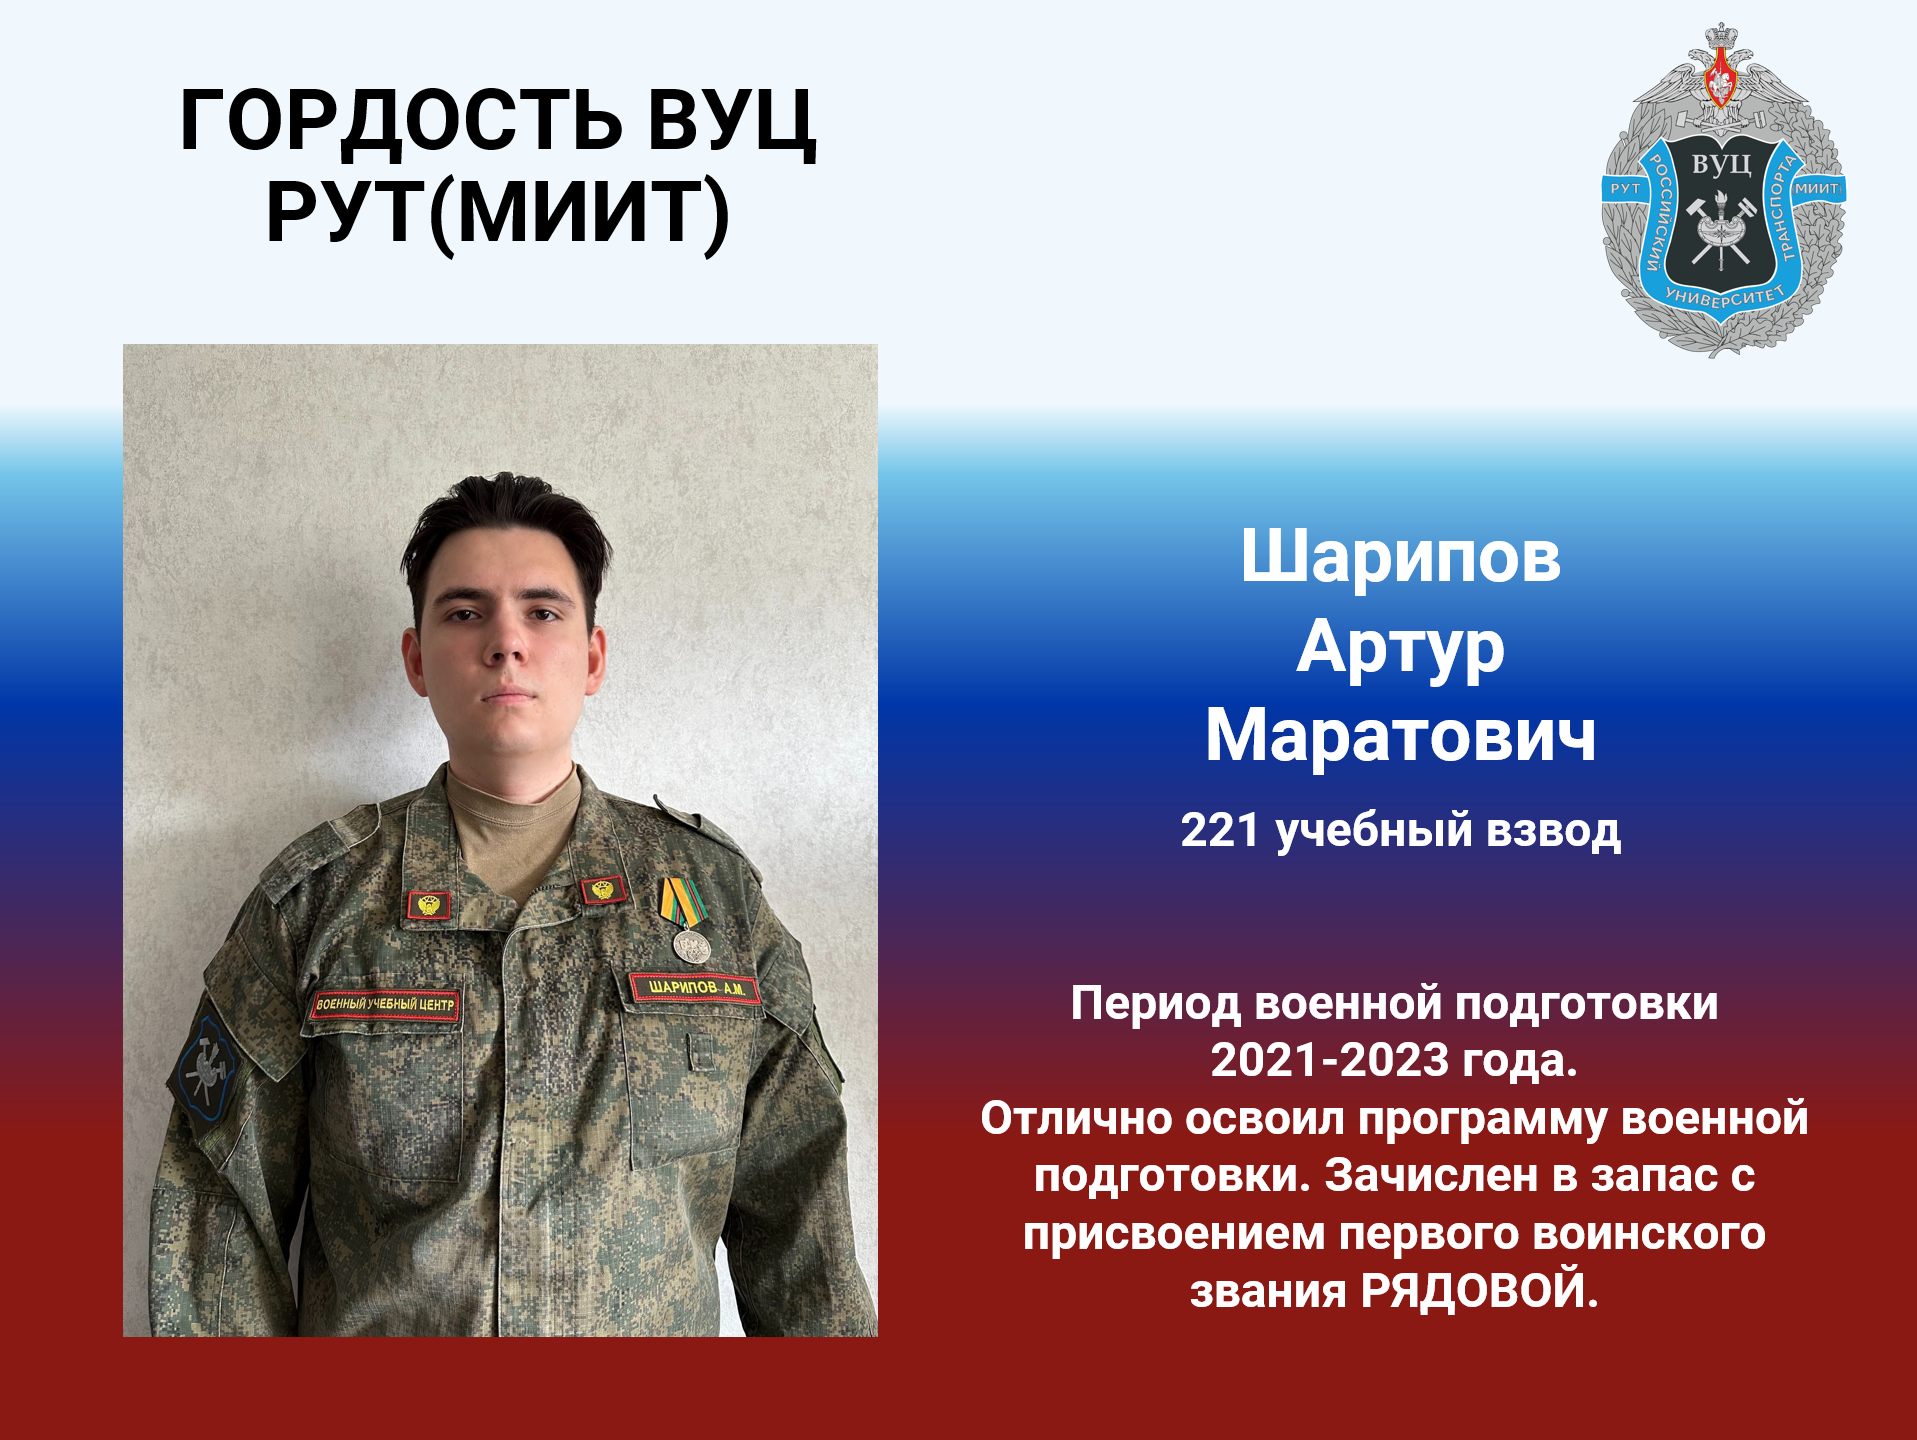 ГОРДОСТЬ ВУЦ
РУТ(МИИТ)
ВУЦ
РУТ
МИИТ
РОССИЙСКИЙ
УНИВЕРСИТЕТ
ТРАНСПОРТА
Шарипов
Артур
Маратович
221 учебный взвод
Период военной подготовки
2021-2023 года.
Отлично освоил программу военной
подготовки. Зачислен в запас с
присвоением первого воинского
звания РЯДОВОЙ.
ВОЕННЫЙ УЧЕБНЫЙ ЦЕНТР
ШАРИПОВ А.М.